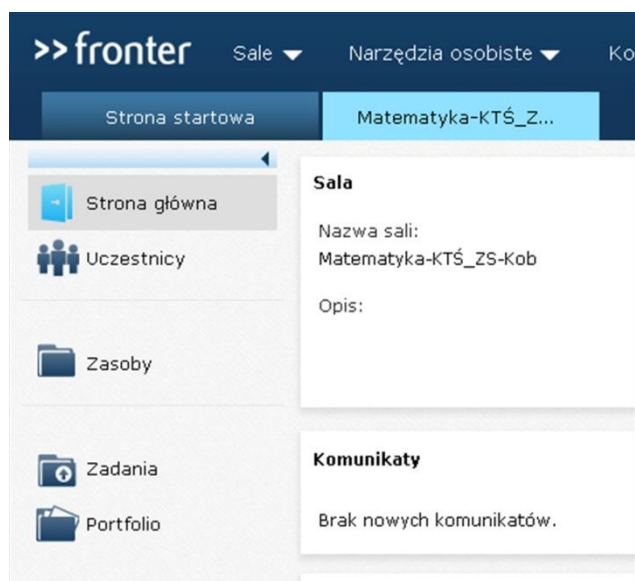 >>fronter Sale Narzędzia osobiste Ko
Strona startowa Matematyka-KTŚ_Z...
Strona główna
Uczestnicy
Zasoby
Zadania
Portfolio
Sala
Nazwa sali:
Matematyka-KTŚ_ZS-Kob
Opis:
Komunikaty
Brak nowych komunikatów.